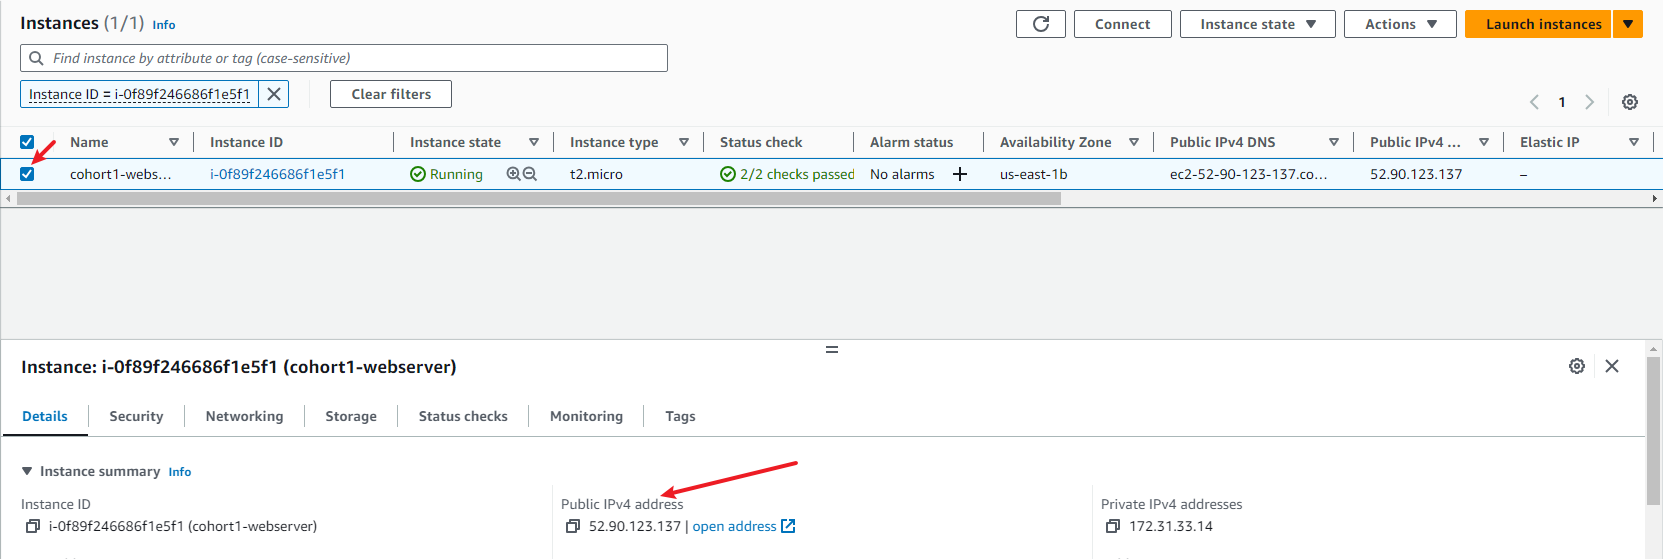 Instances (1/1) Info
Connect
Instance state
Actions
Launch instances
Find instance by attribute or tag (case-sensitive)
Instance ID = i-0f89f246686f1e5f1
Clear filters
1
Name Instance ID Instance state Instance type Status check Alarm status Availability Zone Public IPv4 DNS Public IPv4 ... Elastic IP
cohort1-webs... i-0f89f246686f1e5f1 Running t2.micro 2/2 checks passed No alarms + us-east-1b ec2-52-90-123-137.co... 52.90.123.137 –
Instance: i-0f89f246686f1e5f1 (cohort1-webserver)
Details Security Networking Storage Status checks Monitoring Tags
Instance summary Info
Instance ID
i-0f89f246686f1e5f1 (cohort1-webserver)
Public IPv4 address
52.90.123.137 | open address
Private IPv4 addresses
172.31.33.14